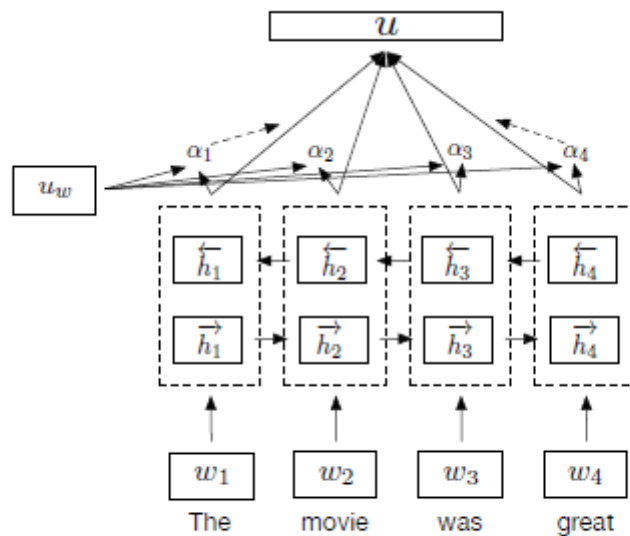 u
α₁ α₂ α₃ α₄
u_w
←h₁ ←h₂ ←h₃ ←h₄
→h₁ →h₂ →h₃ →h₄
w₁ w₂ w₃ w₄
The movie was great